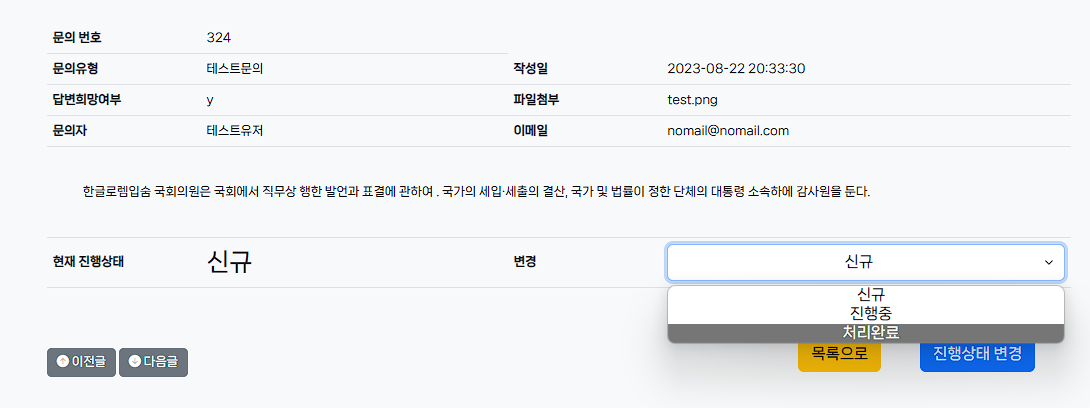 문의 번호 324
문의유형 테스트문의 작성일 2023-08-22 20:33:30
답변희망여부 y 파일첨부 test.png
문의자 테스트유저 이메일 nomail@nomail.com
한글로렘입숨 국회의원은 국회에서 직무상 행한 발언과 표결에 관하여 . 국가의 세입·세출의 결산, 국가 및 법률이 정한 단체의 대통령 소속하에 감사원을 둔다.
현재 진행상태 신규 변경 신규
신규
진행중
처리완료
이전글 다음글 목록으로 진행상태 변경